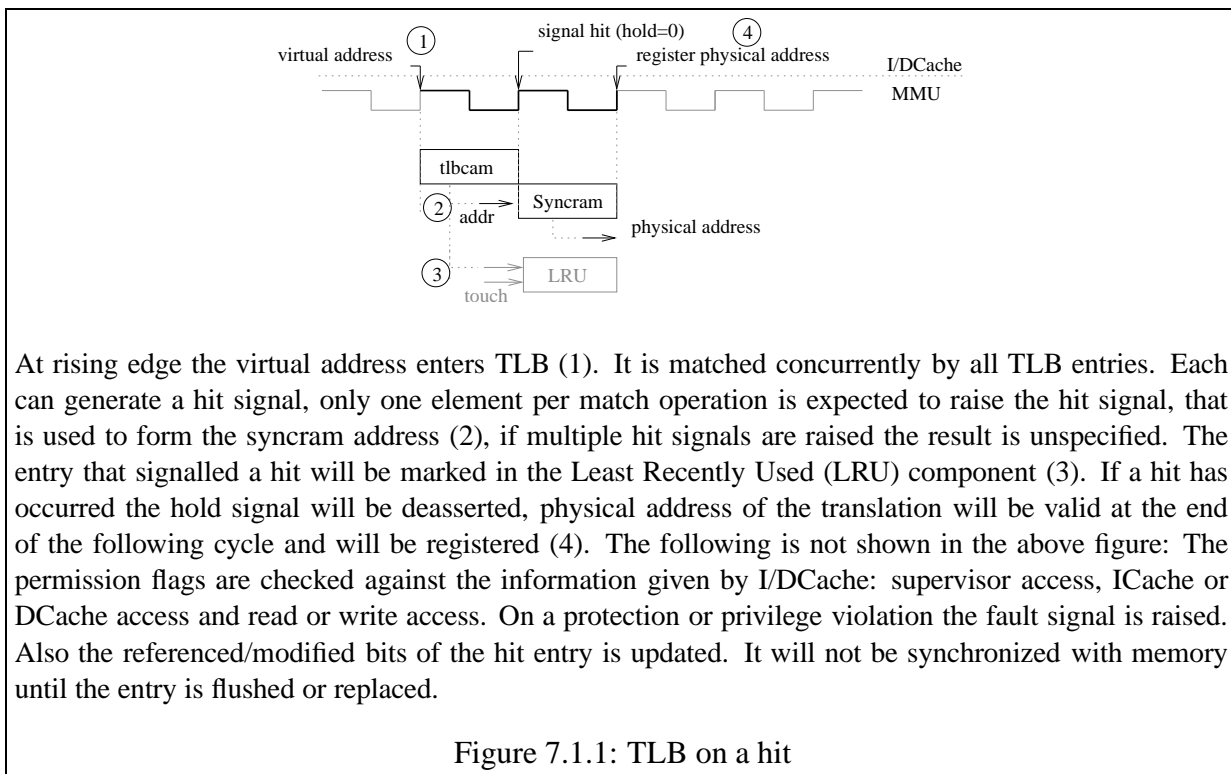 signal hit (hold=0)
1
4
virtual address
register physical address
I/DCache
MMU
tlbcam
2
addr
Syncram
physical address
3
LRU
touch
At rising edge the virtual address enters TLB (1). It is matched concurrently by all TLB entries. Each
can generate a hit signal, only one element per match operation is expected to raise the hit signal, that
is used to form the syncram address (2), if multiple hit signals are raised the result is unspecified. The
entry that signalled a hit will be marked in the Least Recently Used (LRU) component (3). If a hit has
occurred the hold signal will be deasserted, physical address of the translation will be valid at the end
of the following cycle and will be registered (4). The following is not shown in the above figure: The
permission flags are checked against the information given by I/DCache: supervisor access, ICache or
DCache access and read or write access. On a protection or privilege violation the fault signal is raised.
Also the referenced/modified bits of the hit entry is updated. It will not be synchronized with memory
until the entry is flushed or replaced.
Figure 7.1.1: TLB on a hit